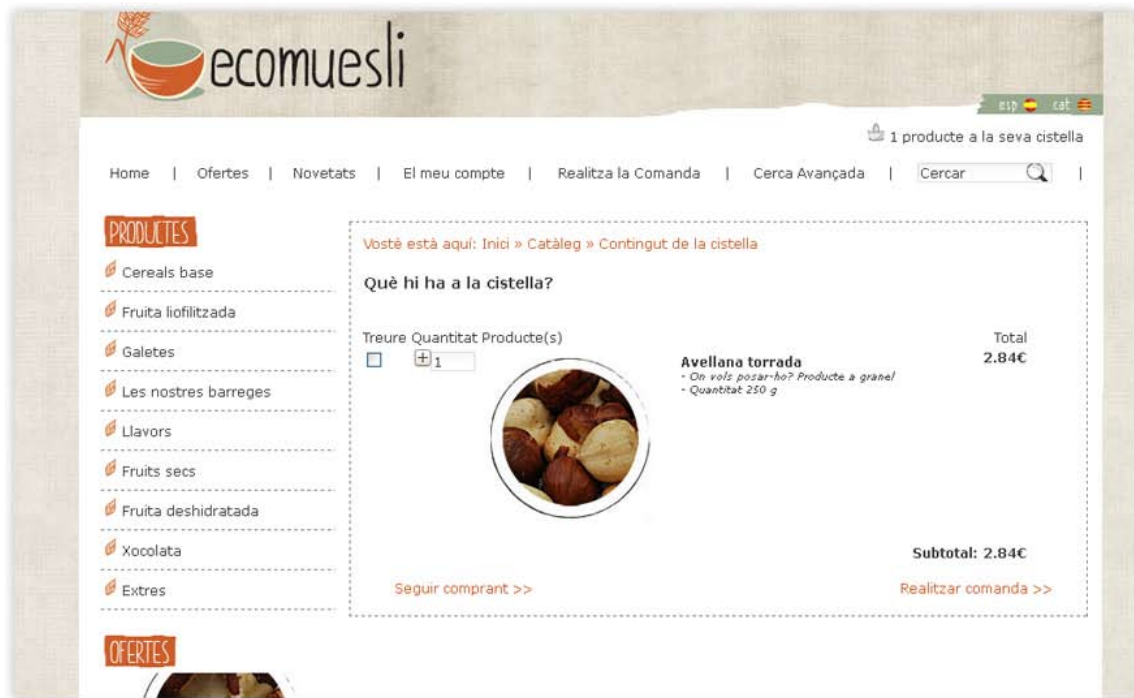 ecomuesli
esp cat
1 producte a la seva cistella
Home | Ofertes | Novetats | El meu compte | Realitza la Comanda | Cerca Avançada | Cercar |
PRODUCTES
Cereals base
Fruita liofilitzada
Galetes
Les nostres barreges
Llavors
Fruits secs
Fruita deshidratada
Xocolata
Extres
OFERTES
Vostè està aquí: Inici » Catàleg » Contingut de la cistella
Què hi ha a la cistella?
Treure Quantitat Producte(s) Total
1 Avellana torrada 2.84€
- On vols posar-ho? Producte a granel
- Quantitat 250 g
Subtotal: 2.84€
Seguir comprant >> Realitzar comanda >>